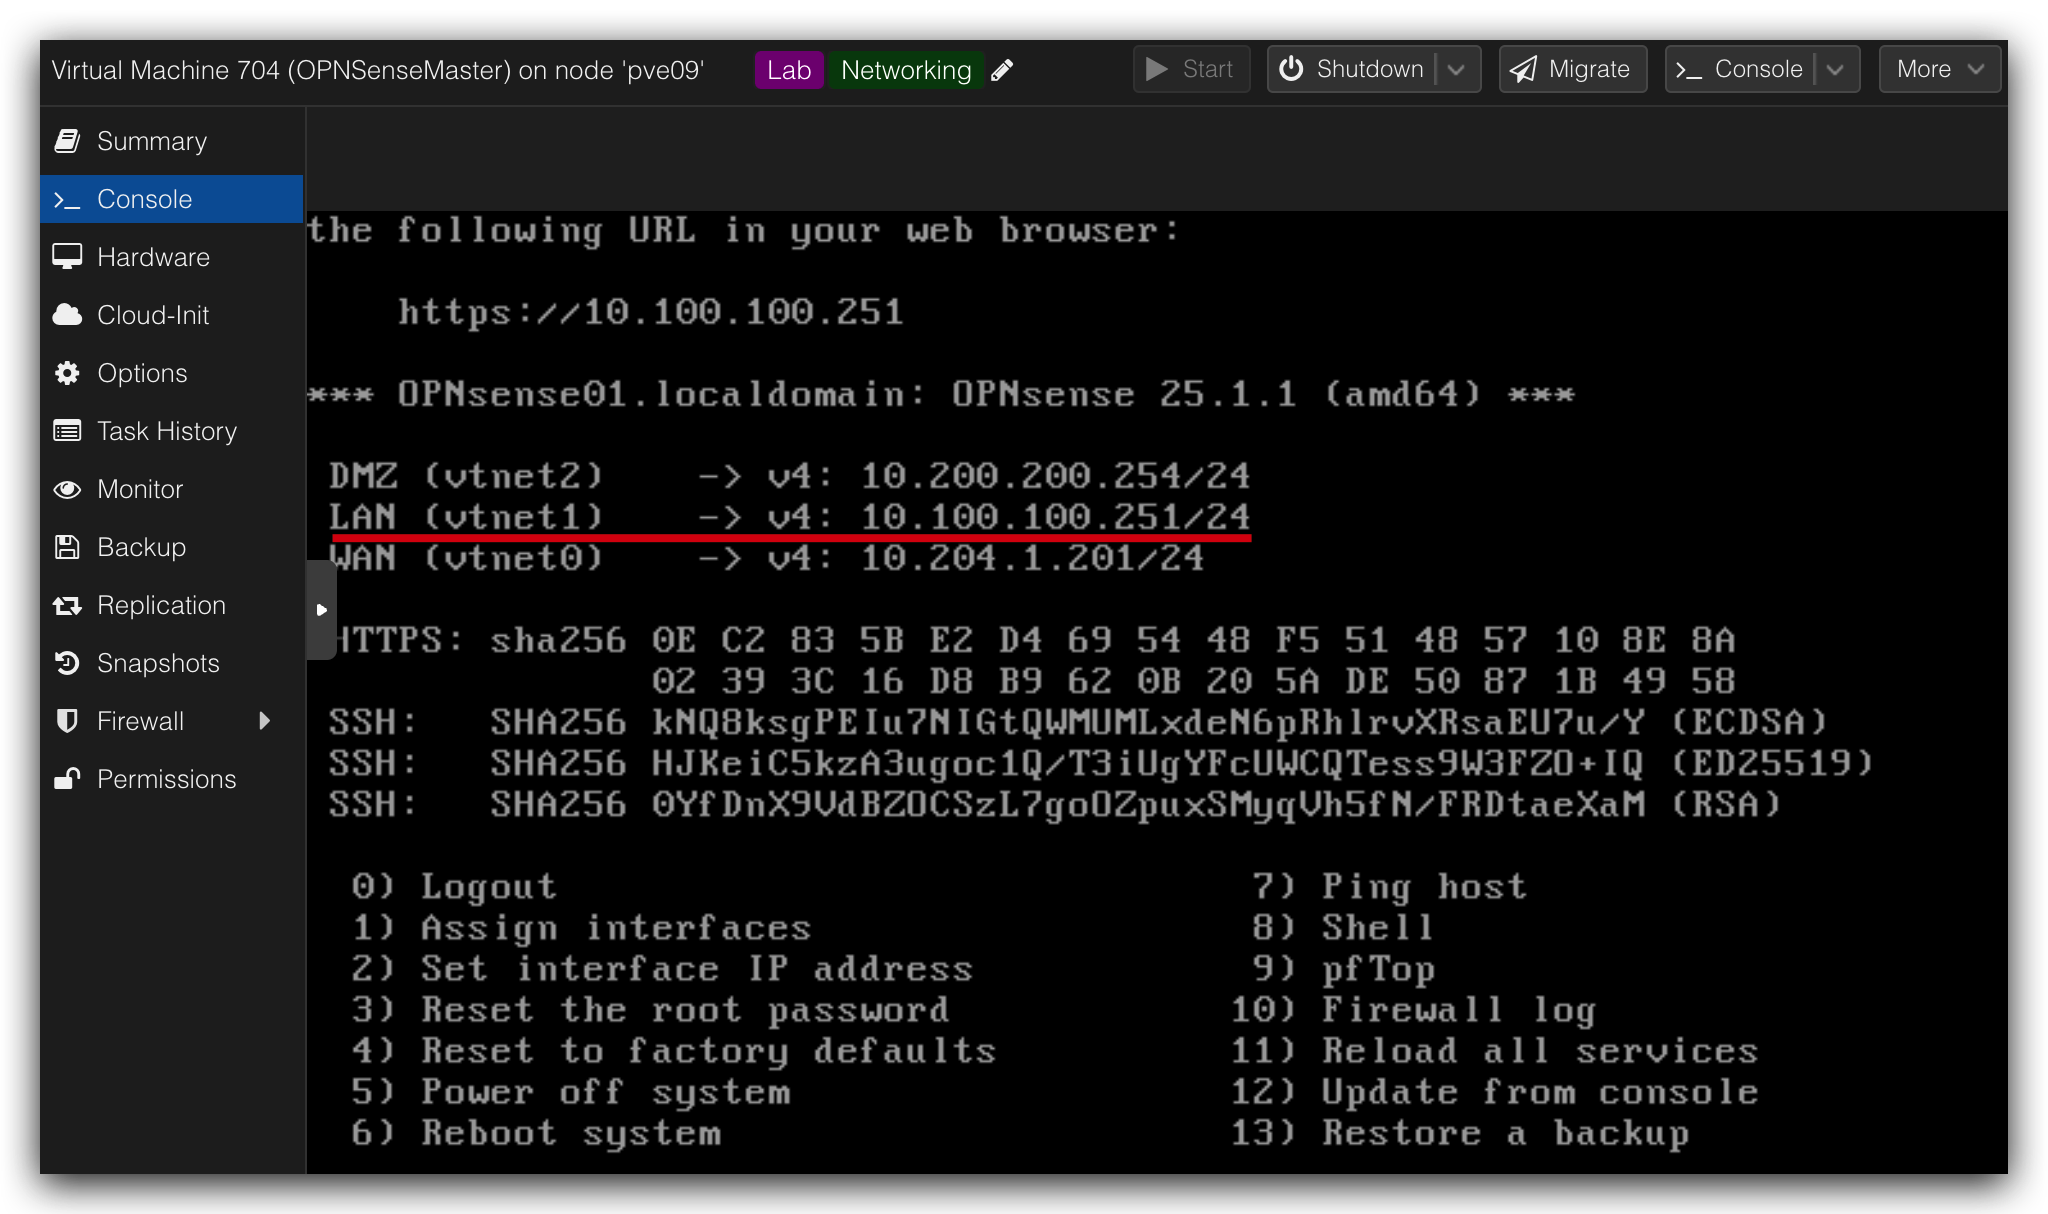 Virtual Machine 704 (OPNSenseMaster) on node 'pve09' Lab Networking Start Shutdown Migrate Console More
Summary
Console
Hardware
Cloud-Init
Options
Task History
Monitor
Backup
Replication
Snapshots
Firewall
Permissions
the following URL in your web browser:
https://10.100.100.251
*** OPNsense01.localdomain: OPNsense 25.1.1 (amd64) ***
DMZ (vtnet2) -> v4: 10.200.200.254/24
LAN (vtnet1) -> v4: 10.100.100.251/24
WAN (vtnet0) -> v4: 10.204.1.201/24
HTTPS: sha256 0E C2 83 5B E2 D4 69 54 48 F5 51 48 57 10 8E 8A
02 39 3C 16 D8 B9 62 0B 20 5A DE 50 87 1B 49 58
SSH: SHA256 kNQ8ksgPEIu7NIGtQWMUMLxdeN6pRhlrvXRsaEU7u/Y (ECDSA)
SSH: SHA256 HJKeiC5kzA3ugoc1Q/T3iUgYFcUWCQTess9W3FZO+IQ (ED25519)
SSH: SHA256 0YfDnX9VdBZOCSzL7goOZpuxSMyqVh5fN/FRDtaeXaM (RSA)
0) Logout 7) Ping host
1) Assign interfaces 8) Shell
2) Set interface IP address 9) pfTop
3) Reset the root password 10) Firewall log
4) Reset to factory defaults 11) Reload all services
5) Power off system 12) Update from console
6) Reboot system 13) Restore a backup